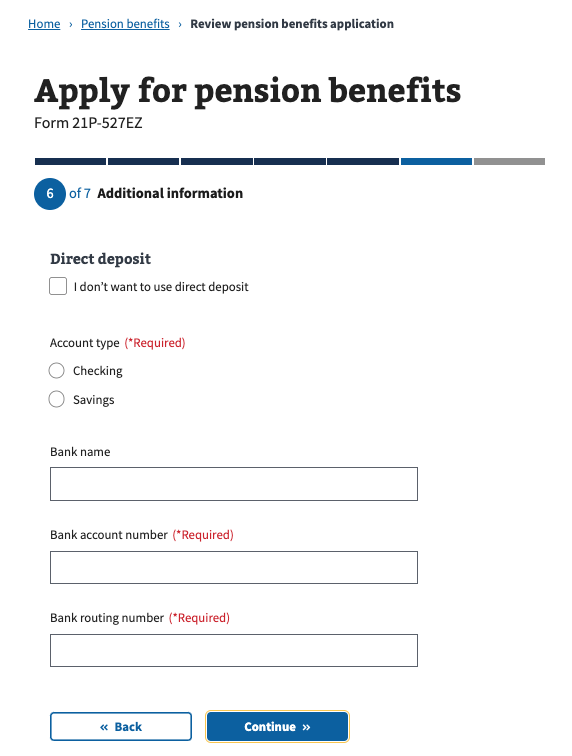 Home › Pension benefits › Review pension benefits application
Apply for pension benefits
Form 21P-527EZ
6 of 7 Additional information
Direct deposit
I don’t want to use direct deposit
Account type (*Required)
Checking
Savings
Bank name
Bank account number (*Required)
Bank routing number (*Required)
« Back Continue »